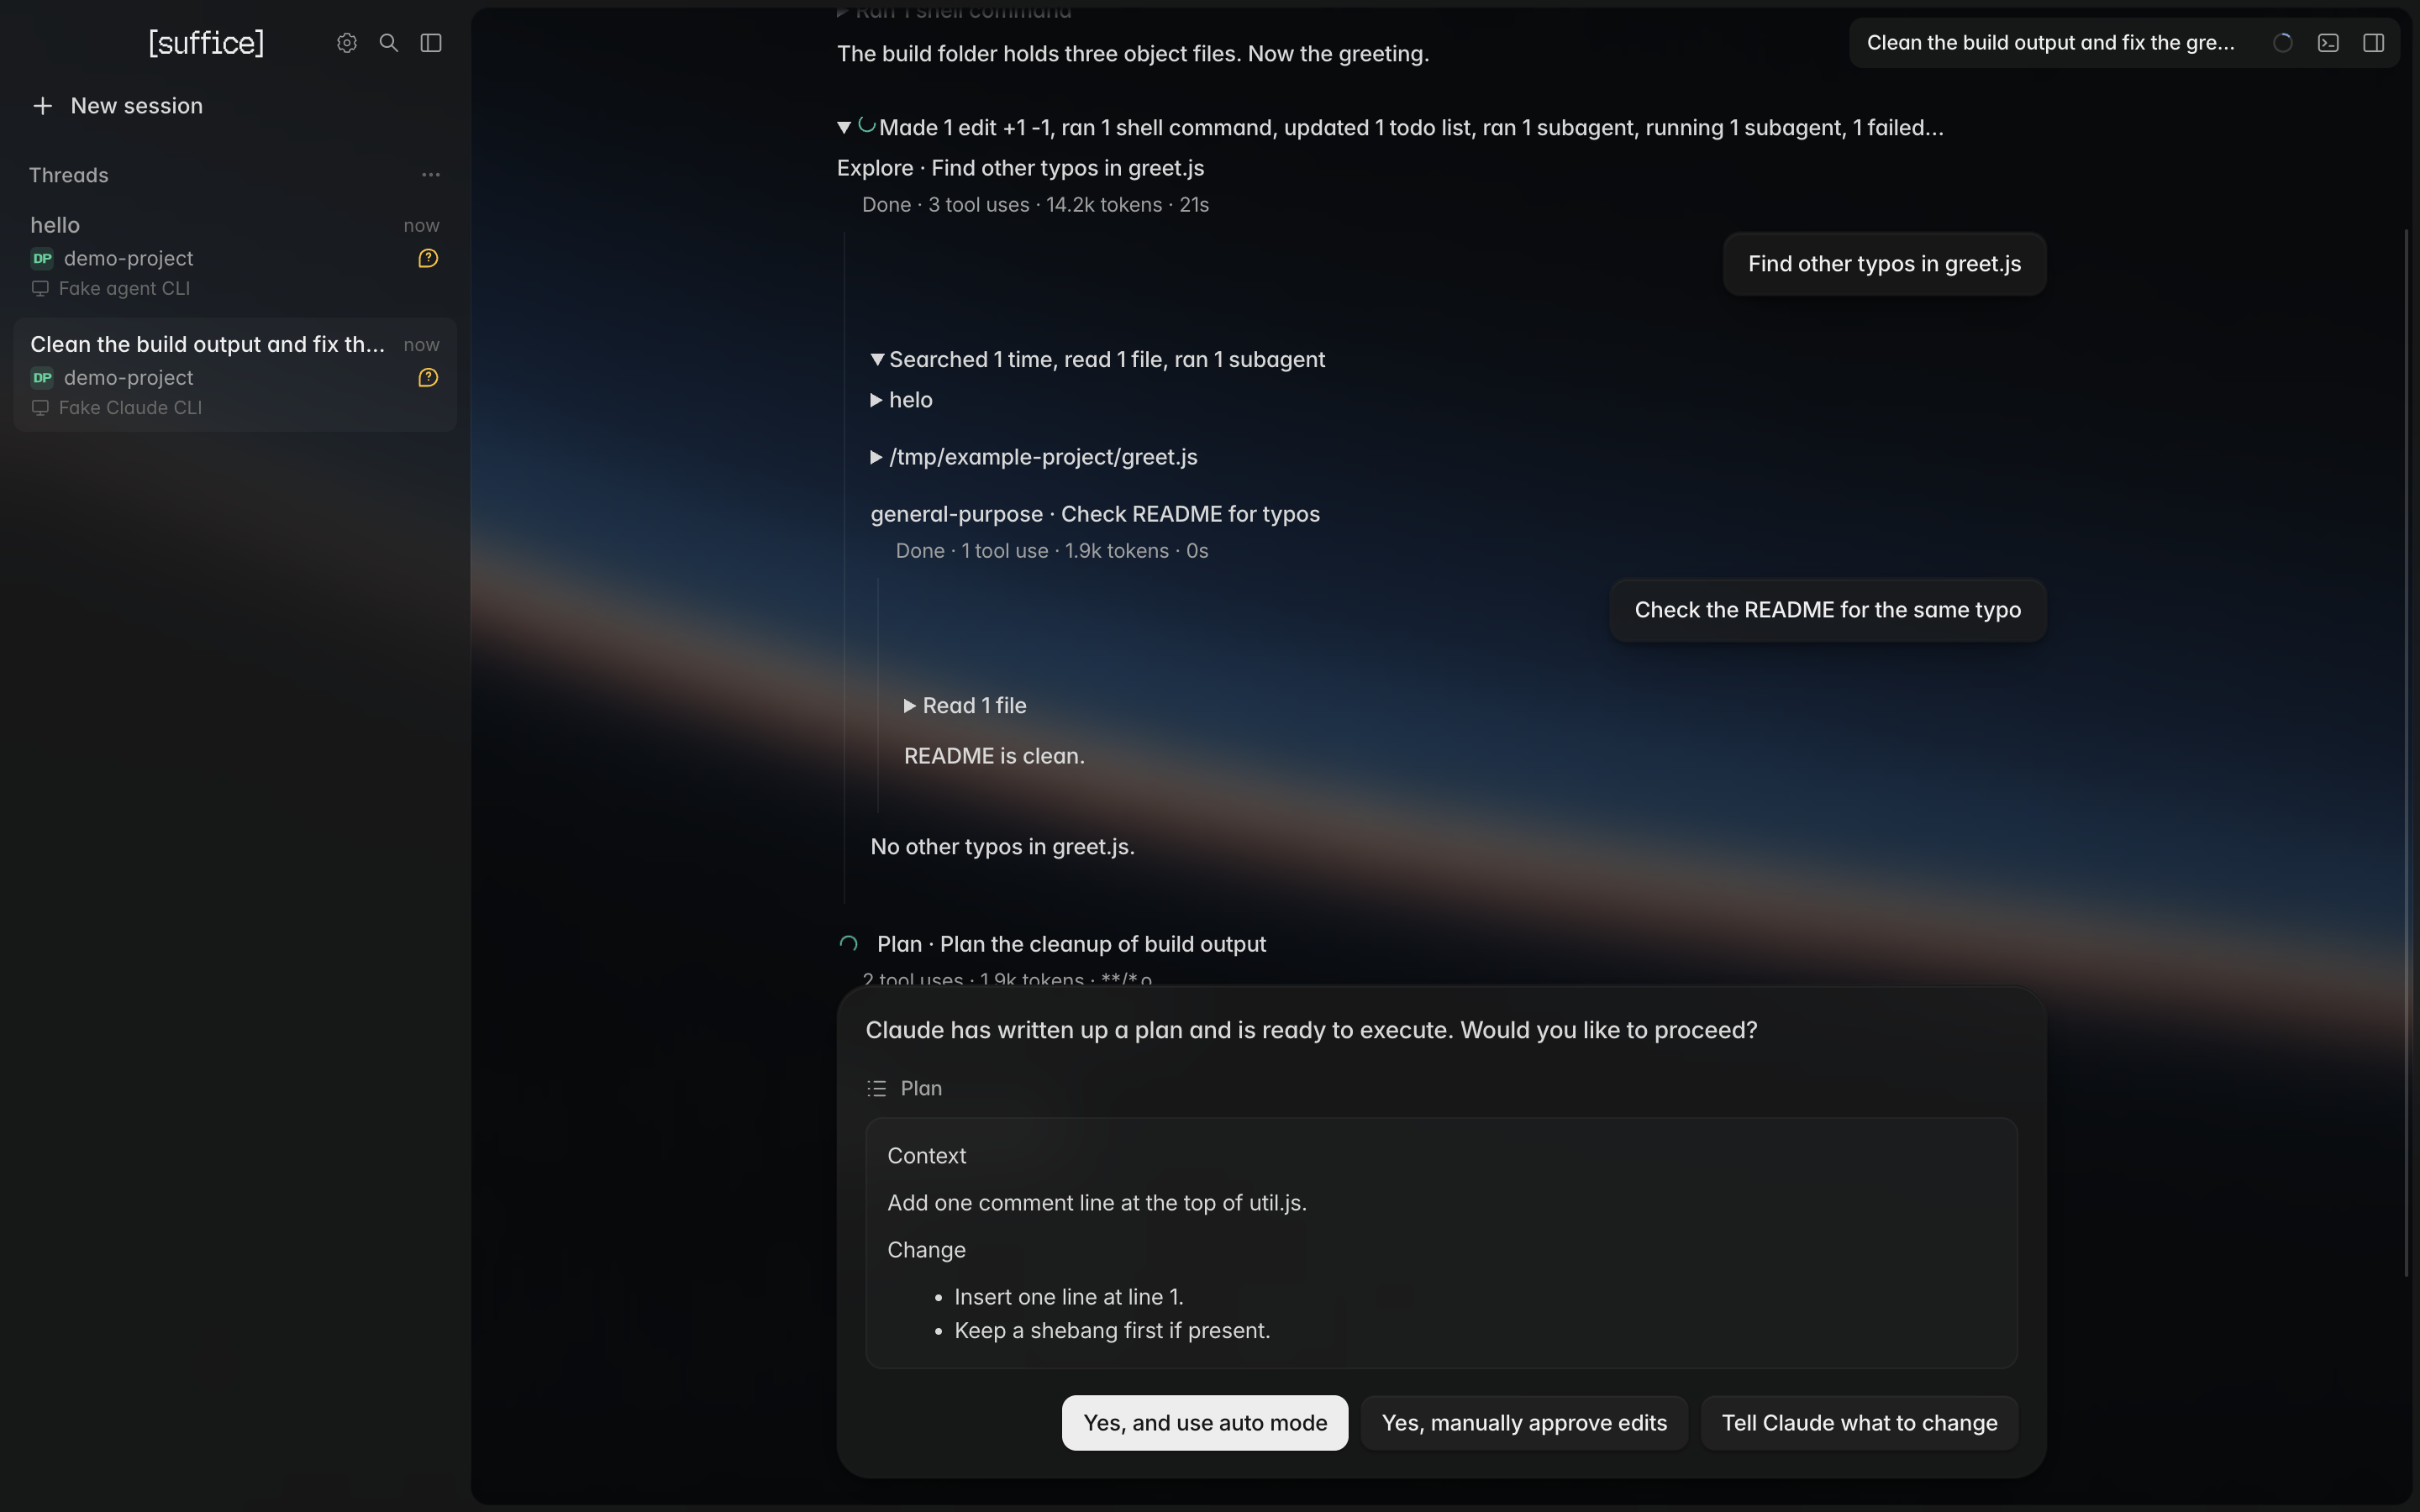 [suffice]
New session
Threads
hello
now
DP demo-project
Fake agent CLI
Clean the build output and fix th...
now
DP demo-project
Fake Claude CLI
Clean the build output and fix the gre...
Ran 1 shell command
The build folder holds three object files. Now the greeting.
Made 1 edit +1 -1, ran 1 shell command, updated 1 todo list, ran 1 subagent, running 1 subagent, 1 failed...
Explore · Find other typos in greet.js
Done · 3 tool uses · 14.2k tokens · 21s
Find other typos in greet.js
Searched 1 time, read 1 file, ran 1 subagent
helo
/tmp/example-project/greet.js
general-purpose · Check README for typos
Done · 1 tool use · 1.9k tokens · 0s
Check the README for the same typo
Read 1 file
README is clean.
No other typos in greet.js.
Plan · Plan the cleanup of build output
2 tool uses · 1.9k tokens · **/*.o
Claude has written up a plan and is ready to execute. Would you like to proceed?
Plan
Context
Add one comment line at the top of util.js.
Change
• Insert one line at line 1.
• Keep a shebang first if present.
Yes, and use auto mode
Yes, manually approve edits
Tell Claude what to change